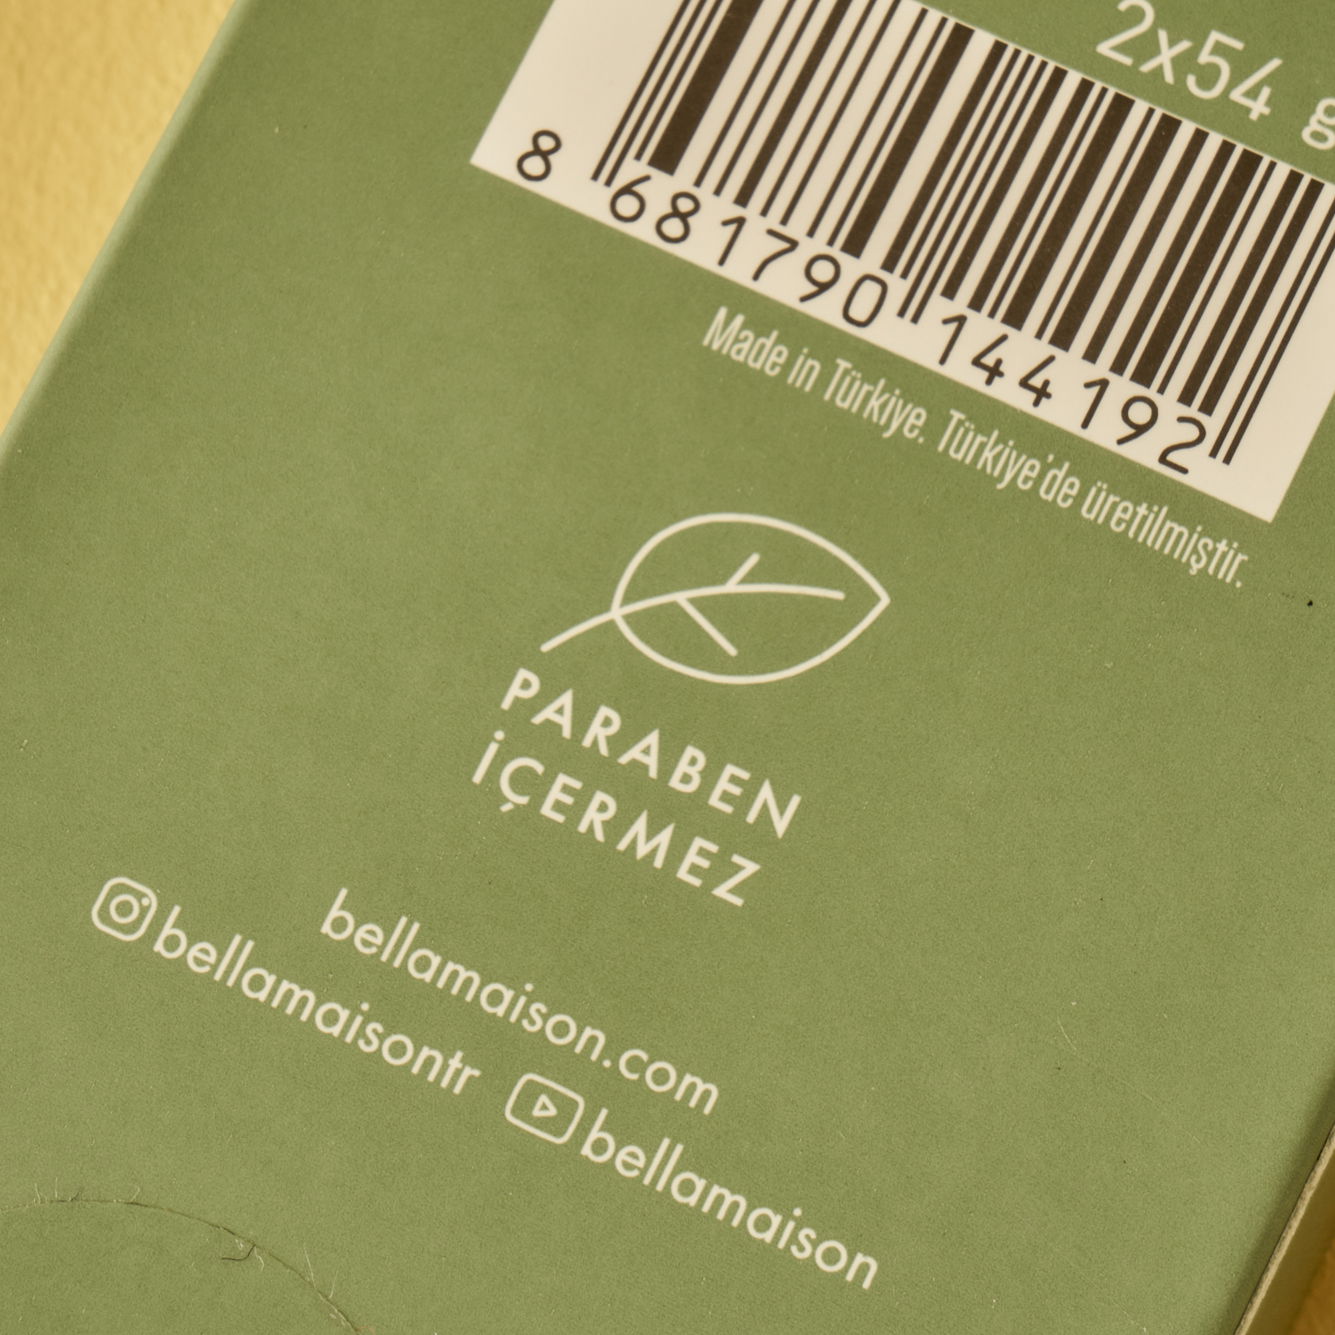 2x54 g
8 681790 144192
Made in Türkiye. Türkiye'de üretilmiştir.
PARABEN
İÇERMEZ
bellamaison.com
bellamaisontr bellamaison